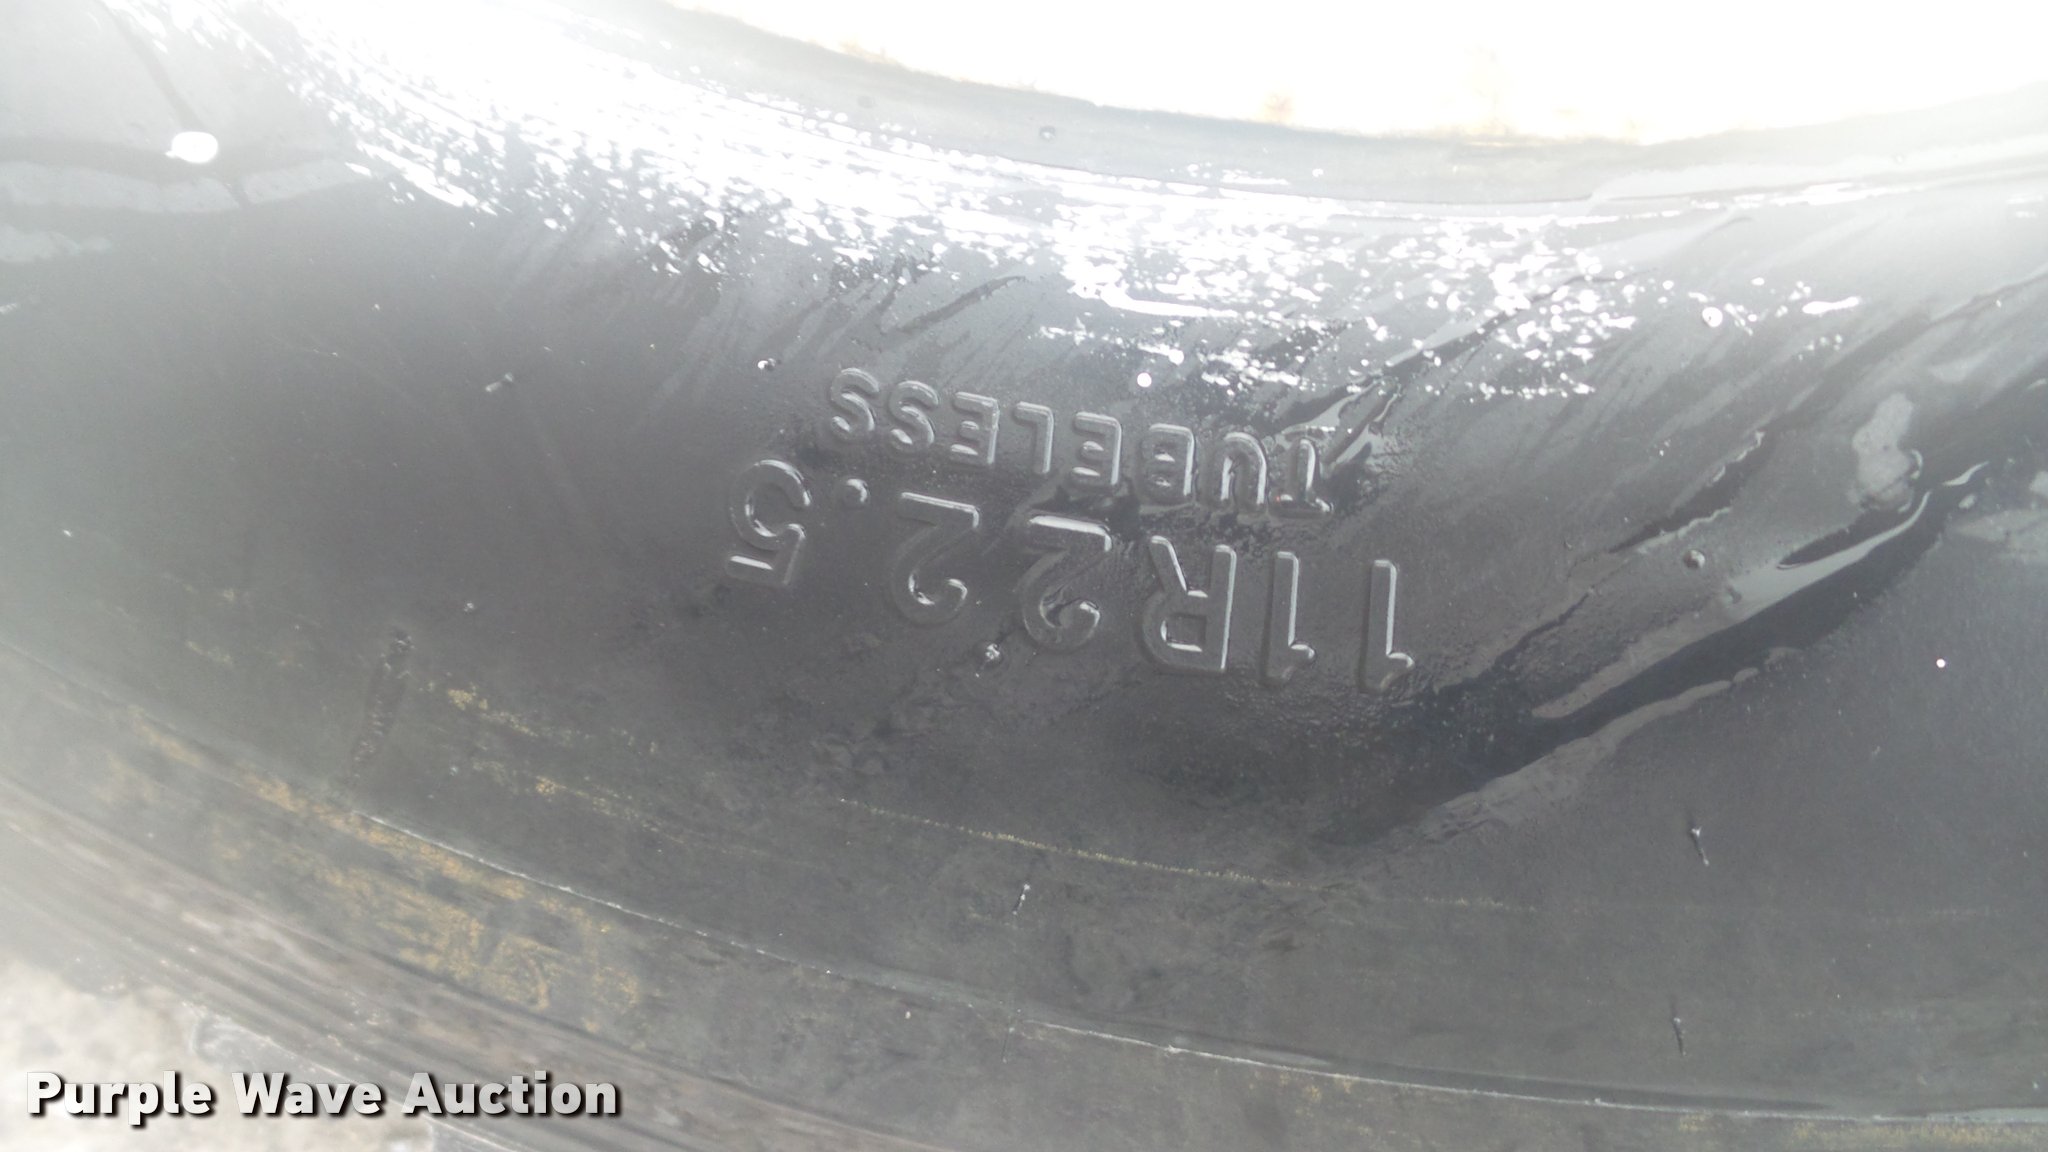 11R22.5
TUBELESS
Purple Wave Auction